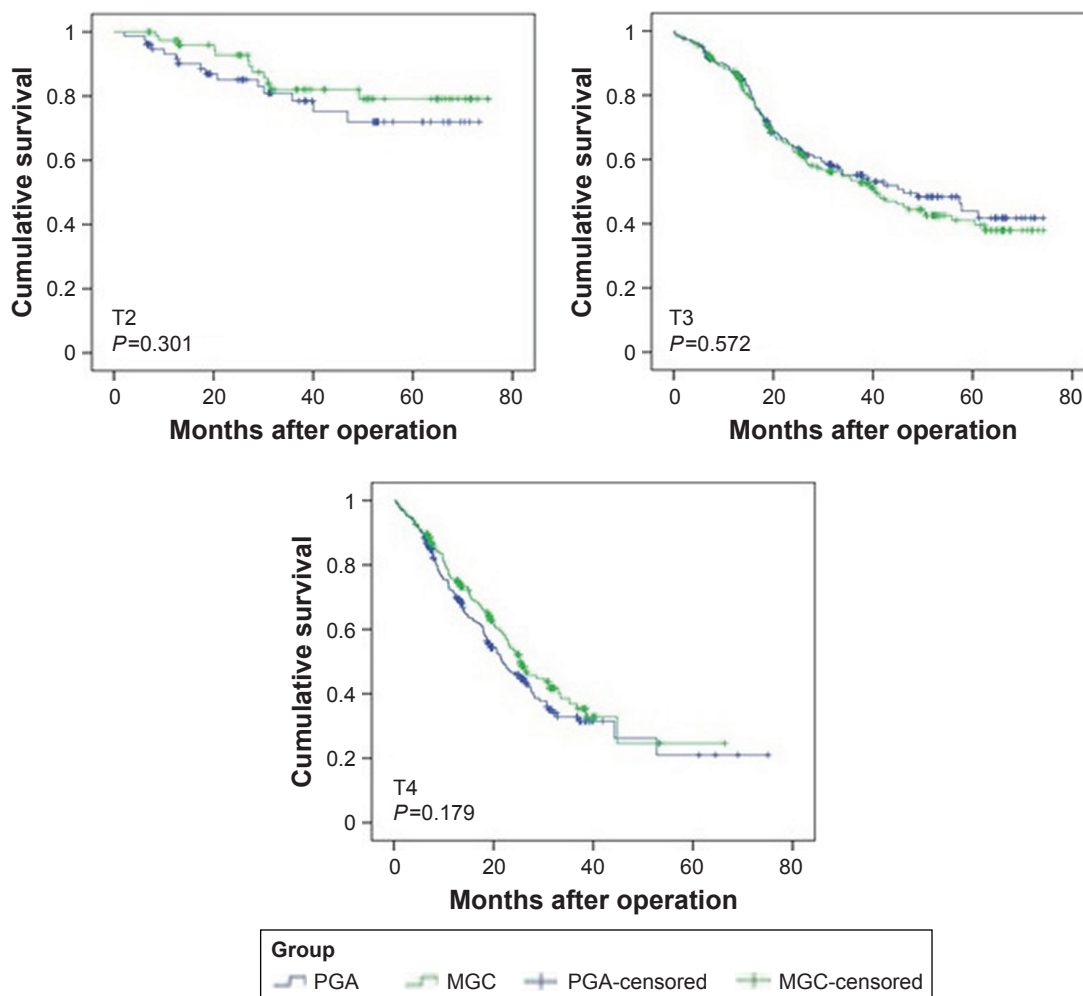 Cumulative survival
1
0.8
0.6
0.4
0.2
0
T2
P=0.301
0 20 40 60 80
Months after operation
Cumulative survival
1
0.8
0.6
0.4
0.2
0
T3
P=0.572
0 20 40 60 80
Months after operation
Cumulative survival
1
0.8
0.6
0.4
0.2
0
T4
P=0.179
0 20 40 60 80
Months after operation
Group
PGA MGC PGA-censored MGC-censored